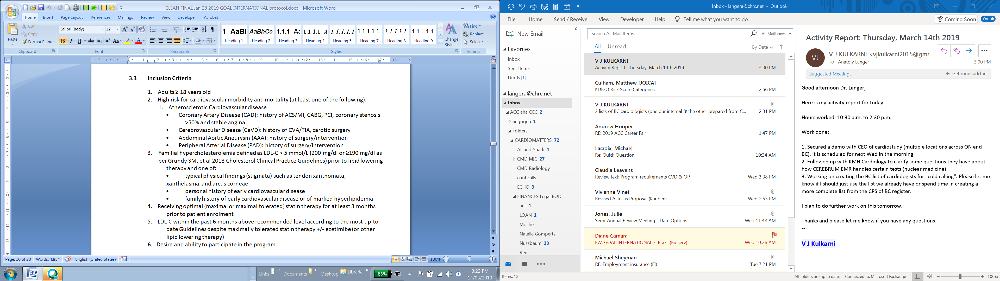 CLEAN FINAL Jan 28 2019 GOAL INTERNATIONAL protocol.docx - Microsoft Word
Home Insert Page Layout References Mailings Review View Developer Acrobat
Paste
Cut
Copy
Format Painter
Clipboard
Calibri (Body) 12
Font
Paragraph
1 AaBl AaBbCc 1.1.1 Aa 1.1.1.1 A 1.1.1.1.1 1.1.1.1.1. 1.1.1.1.1. 1.1.1.1.1.
Heading 1 Heading 2 Heading 3 Heading 4 Heading 5 Heading 7 Heading 8 Heading 9
Change Styles
Styles
Find
Replace
Select
Editing
3.3 Inclusion Criteria
1. Adults ≥ 18 years old
2. High risk for cardiovascular morbidity and mortality (at least one of the following):
1. Atherosclerotic Cardiovascular disease
• Coronary Artery Disease (CAD): history of ACS/MI, CABG, PCI, coronary stenosis
>50% and stable angina
• Cerebrovascular Disease (CeVD): history of CVA/TIA, carotid surgery
• Abdominal Aortic Aneurysm (AAA): history of surgery/intervention
• Peripheral Arterial Disease (PAD): history of surgery/intervention
3. Familial hypercholesterolemia defined as LDL-C > 5 mmol/L (200 mg/dl or ≥190 mg/dl as
per Grundy SM, et al 2018 Cholesterol Clinical Practice Guidelines) prior to lipid lowering
therapy and one of:
• typical physical findings (stigmata) such as tendon xanthomata,
xanthelasma, and arcus corneae
• personal history of early cardiovascular disease
• family history of early cardiovascular disease or of marked hyperlipidemia
4. Receiving optimal (maximal or maximal tolerated) statin therapy for at least 3 months
prior to patient enrolment
5. LDL-C within the past 6 months above recommended level according to the most up-to-
date Guidelines despite maximally tolerated statin therapy +/- ezetimibe (or other
lipid lowering therapy)
6. Desire and ability to participate in the program.
Page: 10 of 20 Words: 4,854 English (United States) 100%
Links Documents Desktop Librarie 86% 3:22 PM
14/03/2019
Inbox - langera@chrc.net - Outlook
File Home Send / Receive View Developer Help Tell me what you want to do
Coming Soon On
New Email
Favorites
Inbox
Sent Items
Drafts [1]
langera@chrc.net
Inbox
ACC aha CCC 2
angogen 1
Folders
CARDIOMATTERS 72
Ali and Shadi 4
CMD MIC 27
CMD Radiology
conf calls
ECHO 3
FINANCES Legal BOD
anil 1
LOAN 1
Moshe
Natalie Gomperts
Nussbaum 13
Rent
Search All Mail Items All Mailboxes
All Unread By Date
V J KULKARNI
Activity Report: Thursday, March 14th 2019 3:00 PM
Culham, Matthew [JOICA]
KDIGO Risk Score Categories 2:56 PM
V J KULKARNI
2 lists of BC cardiologists (one our internal & the other prepared from C... 2:31 PM
Andrew Hooper
RE: 2019 ACC Career Fair 1:47 PM
Lacroix, Michael
Re: Quick Question 10:34 AM
Claudia Leavens
Review text: Program requirements CVD & OP Wed 3:38 PM
Vivianne Vinet
Revised Astellas Proposal (Kanben) Wed 2:53 PM
Jones, Julie
Semi-Annual Review Meeting - Date Options Wed 11:48 AM
Diane Camara
FW: GOAL INTERNATIONAL - Brazil (Bioserv) Wed 10:26 AM
Michael Sheyman
RE: Employment insurance (EI) Tue 7:21 PM
Activity Report: Thursday, March 14th 2019
VJ
V J KULKARNI <vjkulkarni2015@gma
To Anatoly Langer 3:00 PM
Suggested Meetings + Get more add-ins
Good afternoon Dr. Langer,
Here is my activity report for today:
Hours worked: 10:30 a.m. to 2:30 p.m.
Work done:
1. Secured a demo with CEO of cardiostudy (multiple locations across ON and
BC). It is scheduled for next Wed in the morning.
2. Followed up with KMH Cardiology to clarify some questions they have about
how CEREBRUM EMR handles certain tests (nuclear medicine)
3. Working on creating the BC list of cardiologists for "cold calling". Please let me
know if I should just use the list we already have or spend time in creating a
more complete list from the CPS of BC register.
I plan to do further work on this tomorrow.
Thanks and please let me know if you have any questions.
--
V J Kulkarni
Items: 13 All folders are up to date. Connected to: Microsoft Exchange 100%